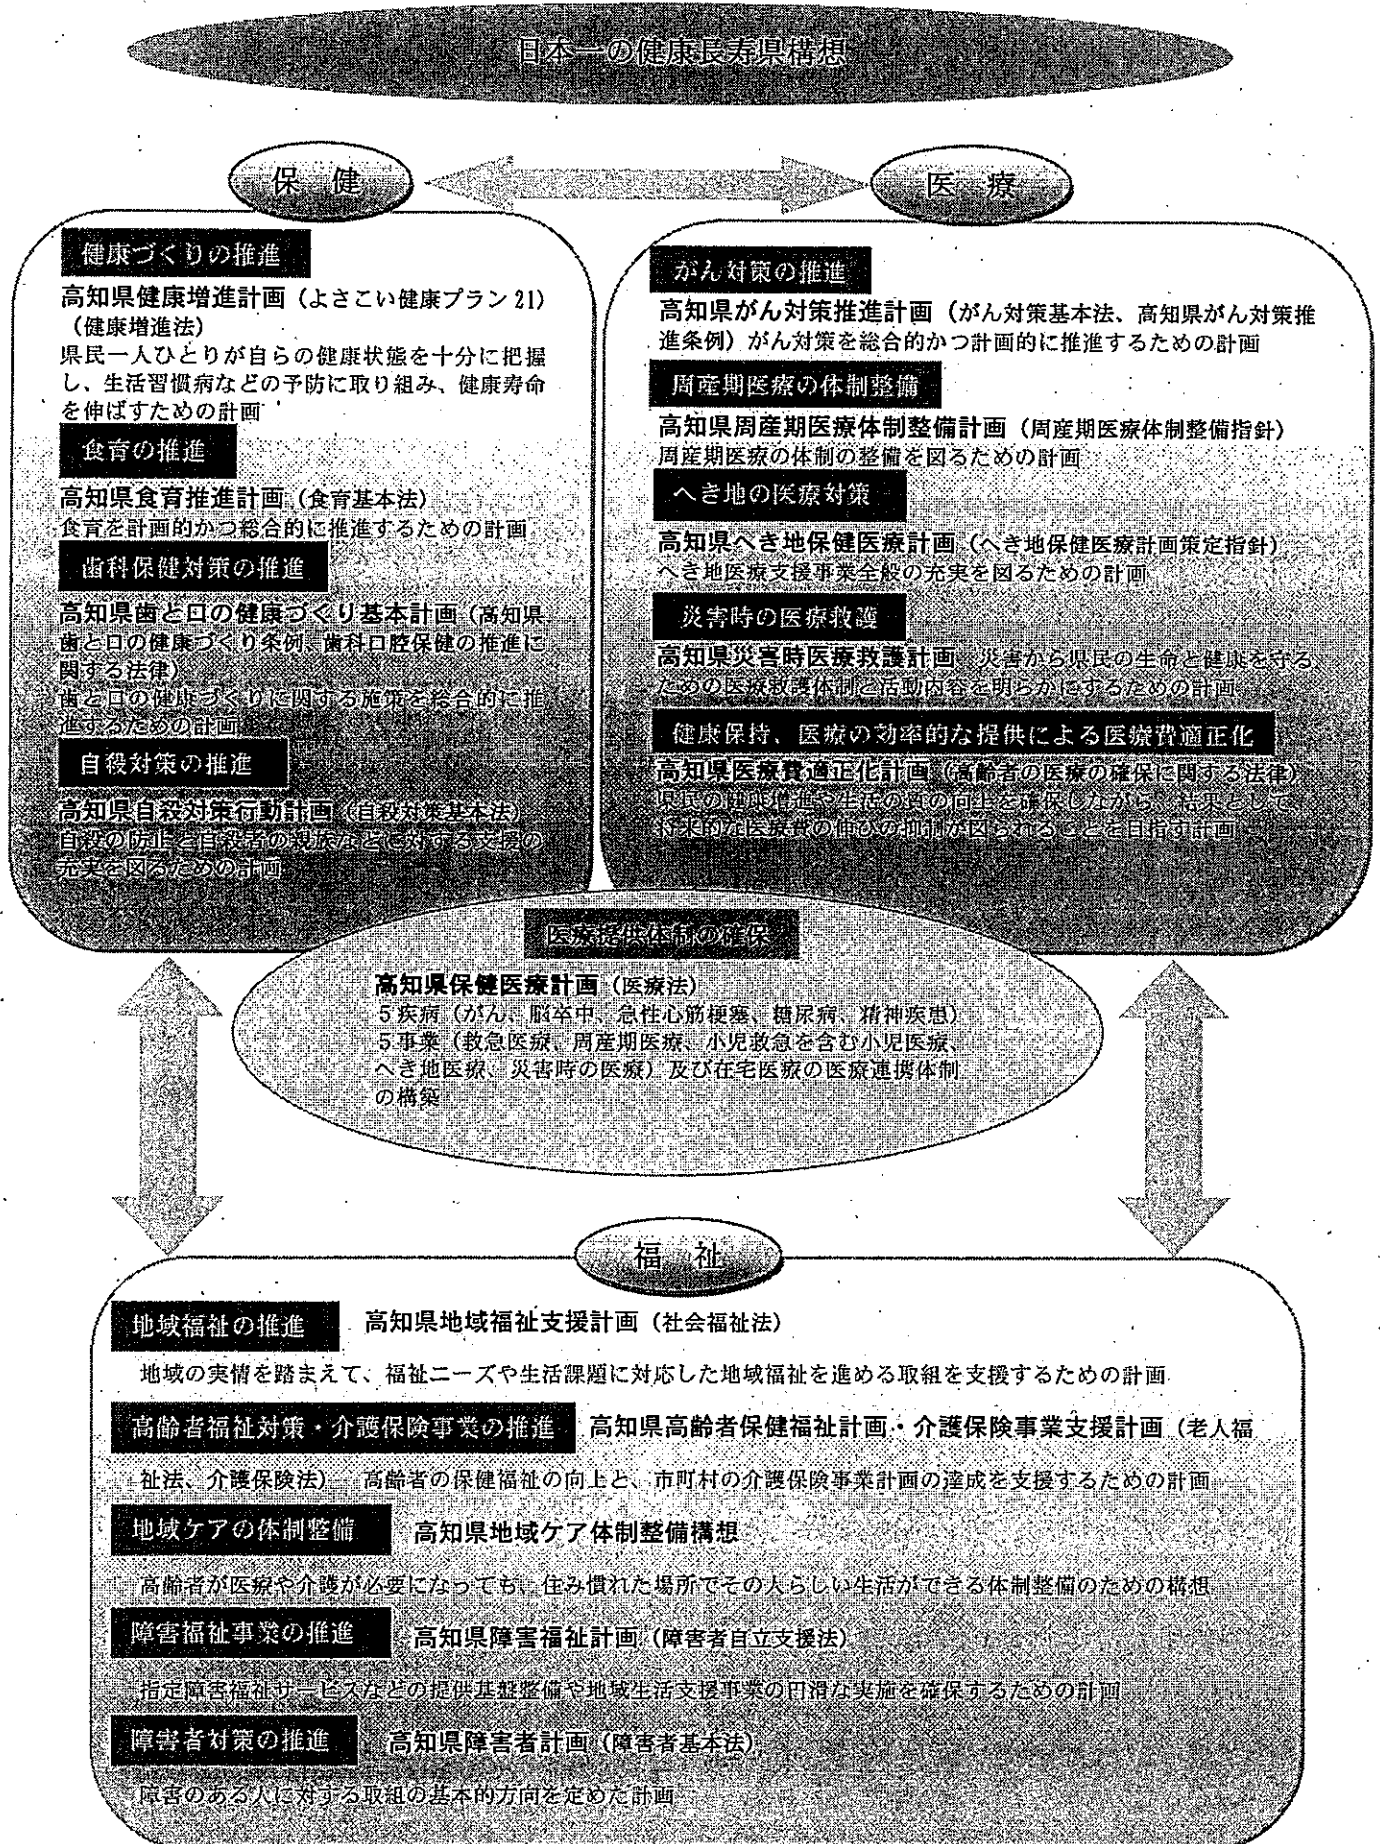 日本一の健康長寿県構想
保　健
健康づくりの推進
高知県健康増進計画（よさこい健康プラン 21）
（健康増進法）
県民一人ひとりが自らの健康状態を十分に把握
し、生活習慣病などの予防に取り組み、健康寿命
を伸ばすための計画
食育の推進
高知県食育推進計画（食育基本法）
食育を計画的かつ総合的に推進するための計画
歯科保健対策の推進
高知県歯と口の健康づくり基本計画（高知県
歯と口の健康づくり条例、歯科口腔保健の推進に
関する法律）
歯と口の健康づくりに関する施策を総合的に推
進するための計画
自殺対策の推進
高知県自殺対策行動計画（自殺対策基本法）
自殺の防止と自殺者の親族などに対する支援の
充実を図るための計画
医　療
がん対策の推進
高知県がん対策推進計画（がん対策基本法、高知県がん対策推
進条例）がん対策を総合的かつ計画的に推進するための計画
周産期医療の体制整備
高知県周産期医療体制整備計画（周産期医療体制整備指針）
周産期医療の体制の整備を図るための計画
へき地の医療対策
高知県へき地保健医療計画（へき地保健医療計画策定指針）
へき地医療支援事業全般の充実を図るための計画
災害時の医療救護
高知県災害時医療救護計画　災害から県民の生命と健康を守る
ための医療救護体制と活動内容を明らかにするための計画
健康保持、医療の効率的な提供による医療費適正化
高知県医療費適正化計画（高齢者の医療の確保に関する法律）
県民の健康増進や生活の質の向上を確保しながら、結果として
将来的な医療費の伸びの抑制が図られることを目指す計画
医療提供体制の確保
高知県保健医療計画（医療法）
5 疾病（がん、脳卒中、急性心筋梗塞、糖尿病、精神疾患）
5 事業（救急医療、周産期医療、小児救急を含む小児医療、
へき地医療、災害時の医療）及び在宅医療の医療連携体制
の構築
福　祉
地域福祉の推進　高知県地域福祉支援計画（社会福祉法）
地域の実情を踏まえて、福祉ニーズや生活課題に対応した地域福祉を進める取組を支援するための計画
高齢者福祉対策・介護保険事業の推進　高知県高齢者保健福祉計画・介護保険事業支援計画（老人福
祉法、介護保険法）　高齢者の保健福祉の向上と、市町村の介護保険事業計画の達成を支援するための計画
地域ケアの体制整備　高知県地域ケア体制整備構想
高齢者が医療や介護が必要になっても、住み慣れた場所でその人らしい生活ができる体制整備のための構想
障害福祉事業の推進　高知県障害福祉計画（障害者自立支援法）
指定障害福祉サービスなどの提供基盤整備や地域生活支援事業の円滑な実施を確保するための計画
障害者対策の推進　高知県障害者計画（障害者基本法）
障害のある人に対する取組の基本的方向を定めた計画